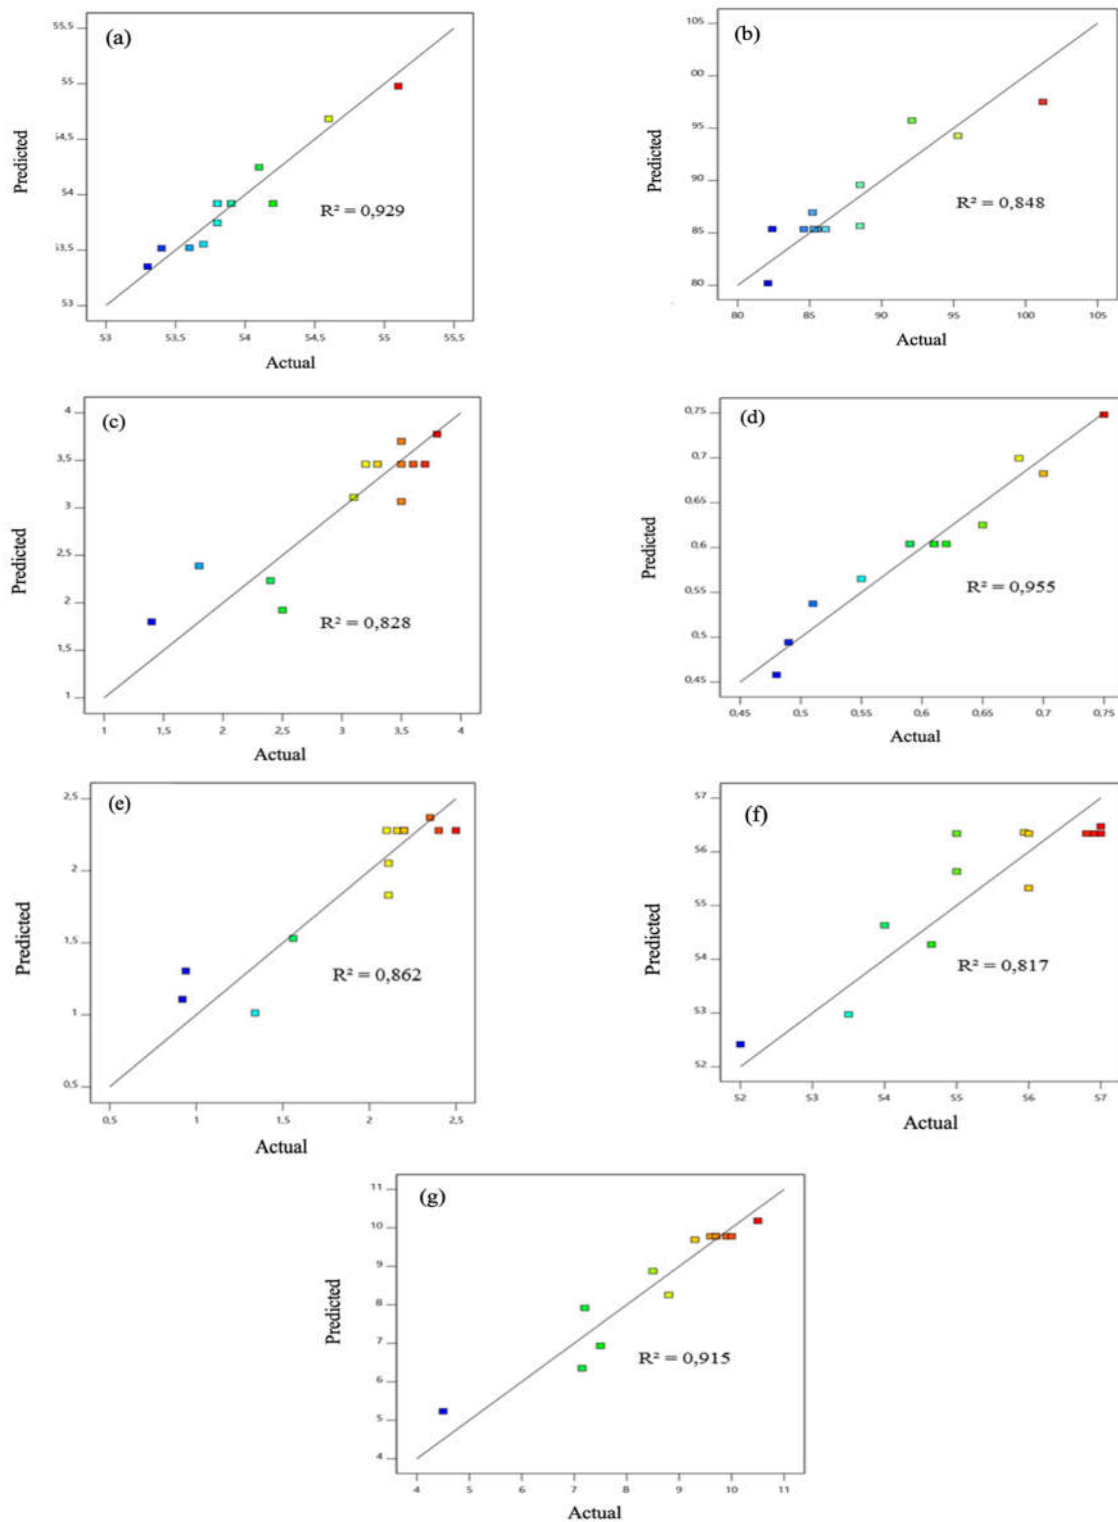 (a)
55,5
55
54,5
54
53,5
53
53 53,5 54 54,5 55 55,5
Predicted
Actual
R² = 0,929
(b)
105
00
95
90
85
80
80 85 90 95 100 105
Predicted
Actual
R² = 0,848
(c)
4
3,5
3
2,5
2
1,5
1
1 1,5 2 2,5 3 3,5 4
Predicted
Actual
R² = 0,828
(d)
0,75
0,7
0,65
0,6
0,55
0,5
0,45
0,45 0,5 0,55 0,6 0,65 0,7 0,75
Predicted
Actual
R² = 0,955
(e)
2,5
2
1,5
1
0,5
0,5 1 1,5 2 2,5
Predicted
Actual
R² = 0,862
(f)
57
56
55
54
53
52
52 53 54 55 56 57
Predicted
Actual
R² = 0,817
(g)
11
10
9
8
7
6
5
4
4 5 6 7 8 9 10 11
Predicted
Actual
R² = 0,915